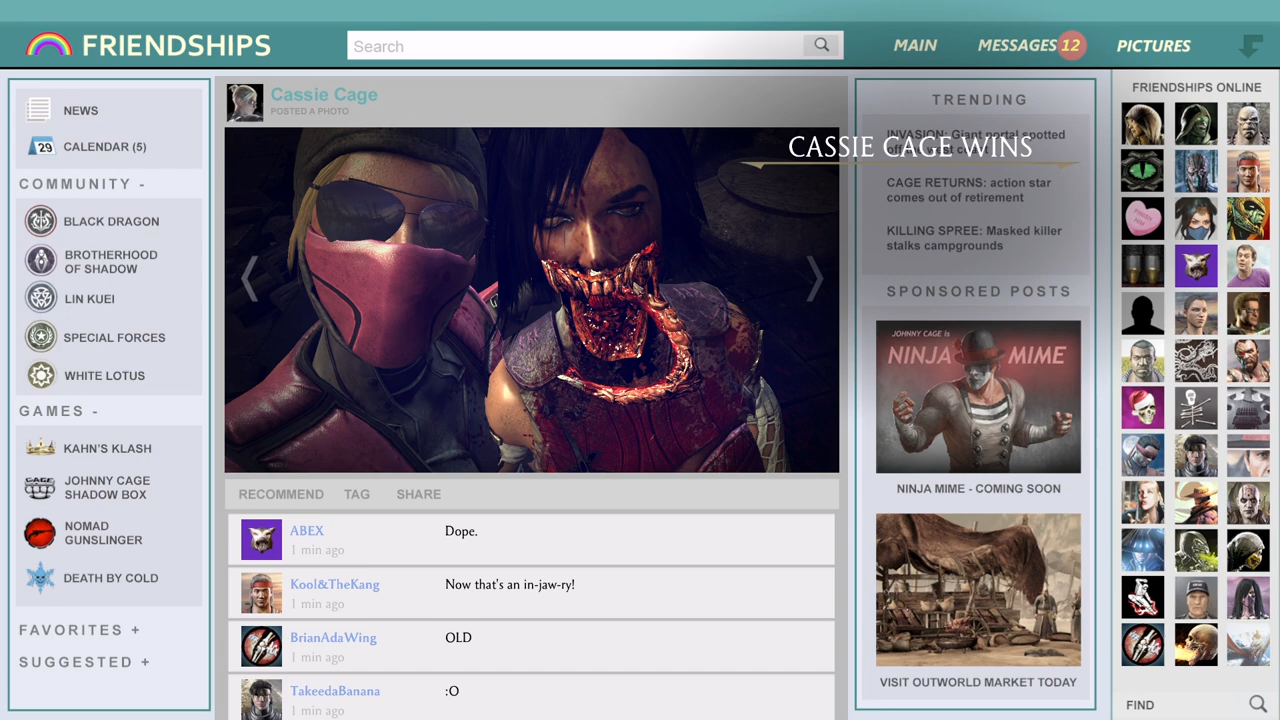 FRIENDSHIPS
Search
MAIN
MESSAGES 12
PICTURES
NEWS
29
CALENDAR (5)
COMMUNITY -
BLACK DRAGON
BROTHERHOOD
OF SHADOW
LIN KUEI
SPECIAL FORCES
WHITE LOTUS
GAMES -
KAHN'S KLASH
CAGE
JOHNNY CAGE
SHADOW BOX
NOMAD
GUNSLINGER
DEATH BY COLD
FAVORITES +
SUGGESTED +
Cassie Cage
POSTED A PHOTO
RECOMMEND
TAG
SHARE
ABEX
1 min ago
Dope.
Kool&TheKang
1 min ago
Now that's an in-jaw-ry!
BrianAdaWing
1 min ago
OLD
TakeedaBanana
1 min ago
:O
TRENDING
INVASION: Giant portal spotted
CASSIE CAGE WINS
CAGE RETURNS: action star
comes out of retirement
KILLING SPREE: Masked killer
stalks campgrounds
SPONSORED POSTS
JOHNNY CAGE is
NINJA MIME
NINJA MIME - COMING SOON
VISIT OUTWORLD MARKET TODAY
FRIENDSHIPS ONLINE
FIND